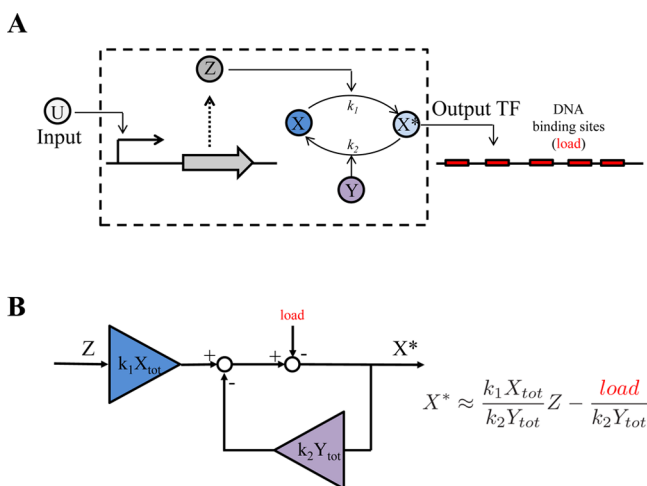 A
Z
U
Input
k₁
X
X*
k₂
Y
Output TF
DNA
binding sites
(load)
B
load
Z
k₁Xtot
+
-
+
-
X*
k₂Ytot
X* ≈ k₁Xtot/k₂Ytot Z − load/k₂Ytot